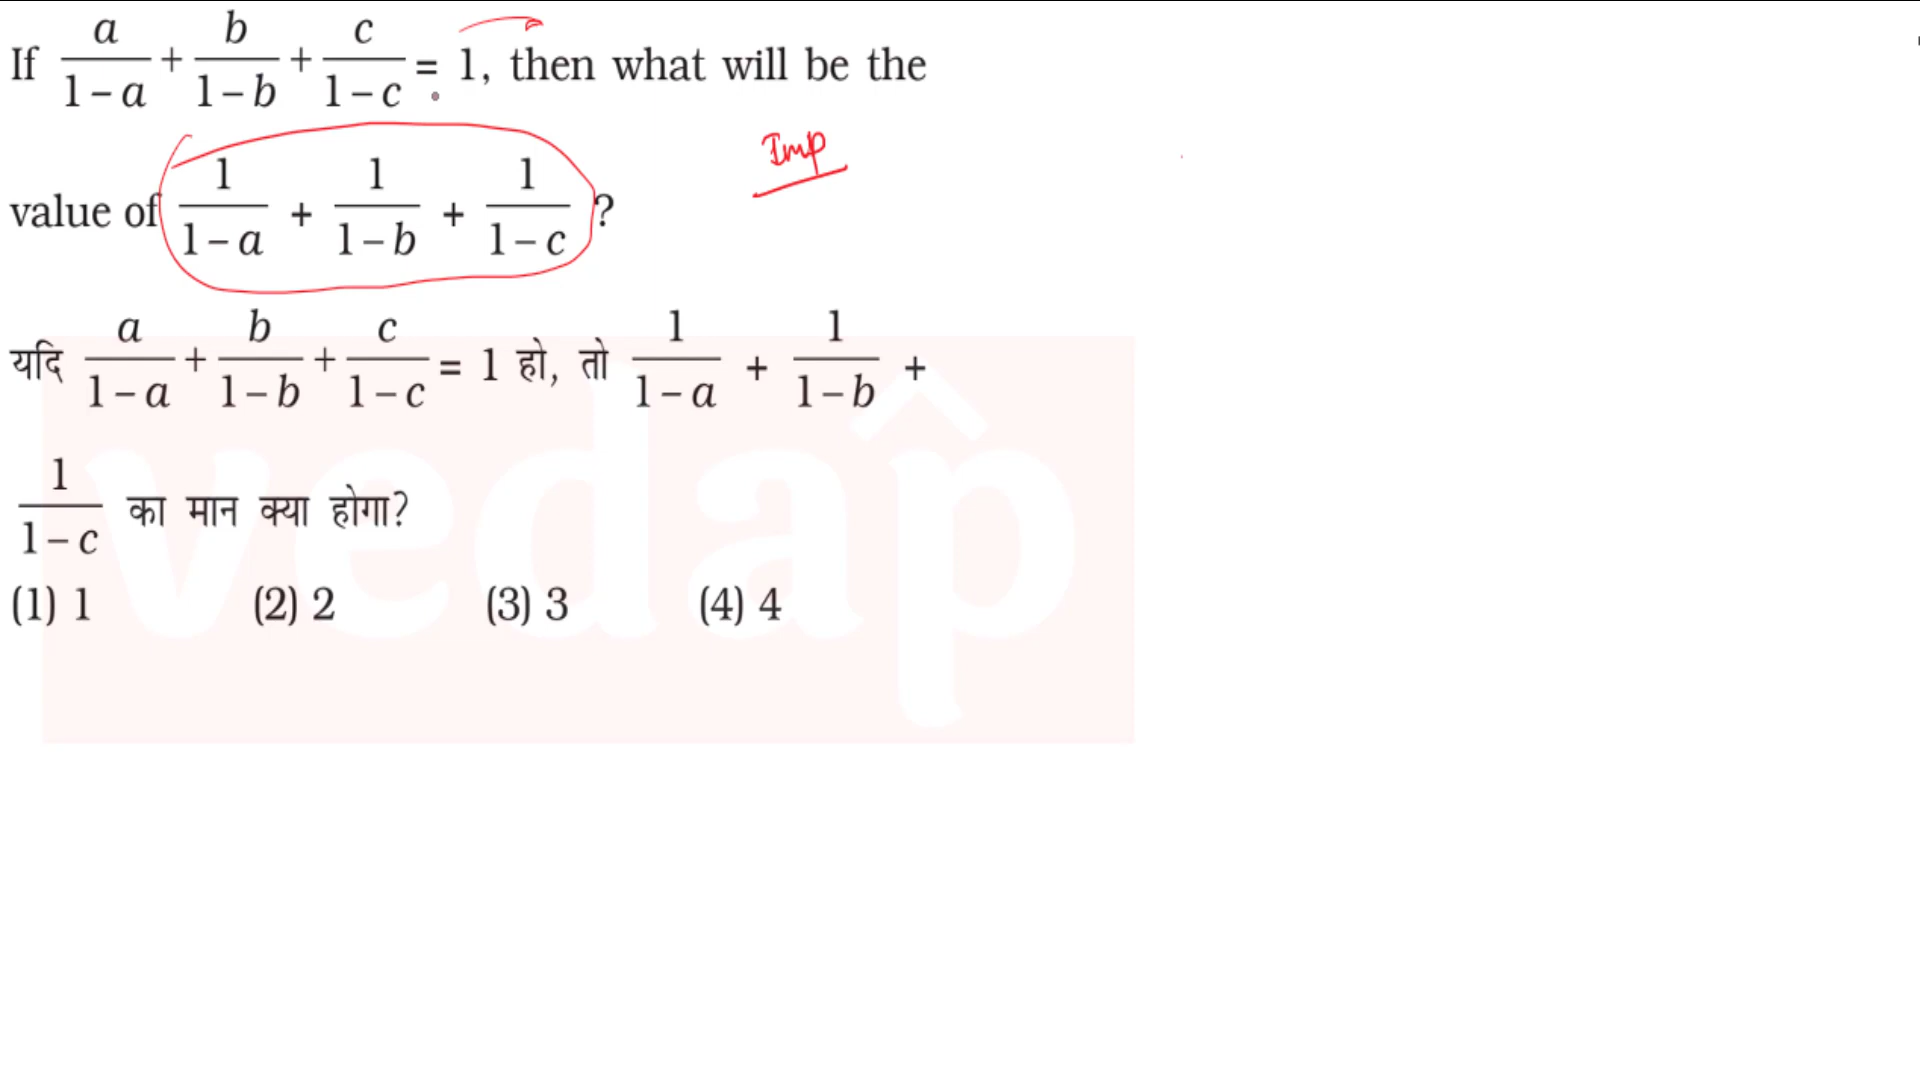 If a/(1−a) + b/(1−b) + c/(1−c) = 1, then what will be the
Imp
value of 1/(1−a) + 1/(1−b) + 1/(1−c) ?
यदि a/(1−a) + b/(1−b) + c/(1−c) = 1 हो, तो 1/(1−a) + 1/(1−b) +
1/(1−c) का मान क्या होगा?
(1) 1 (2) 2 (3) 3 (4) 4
vedap